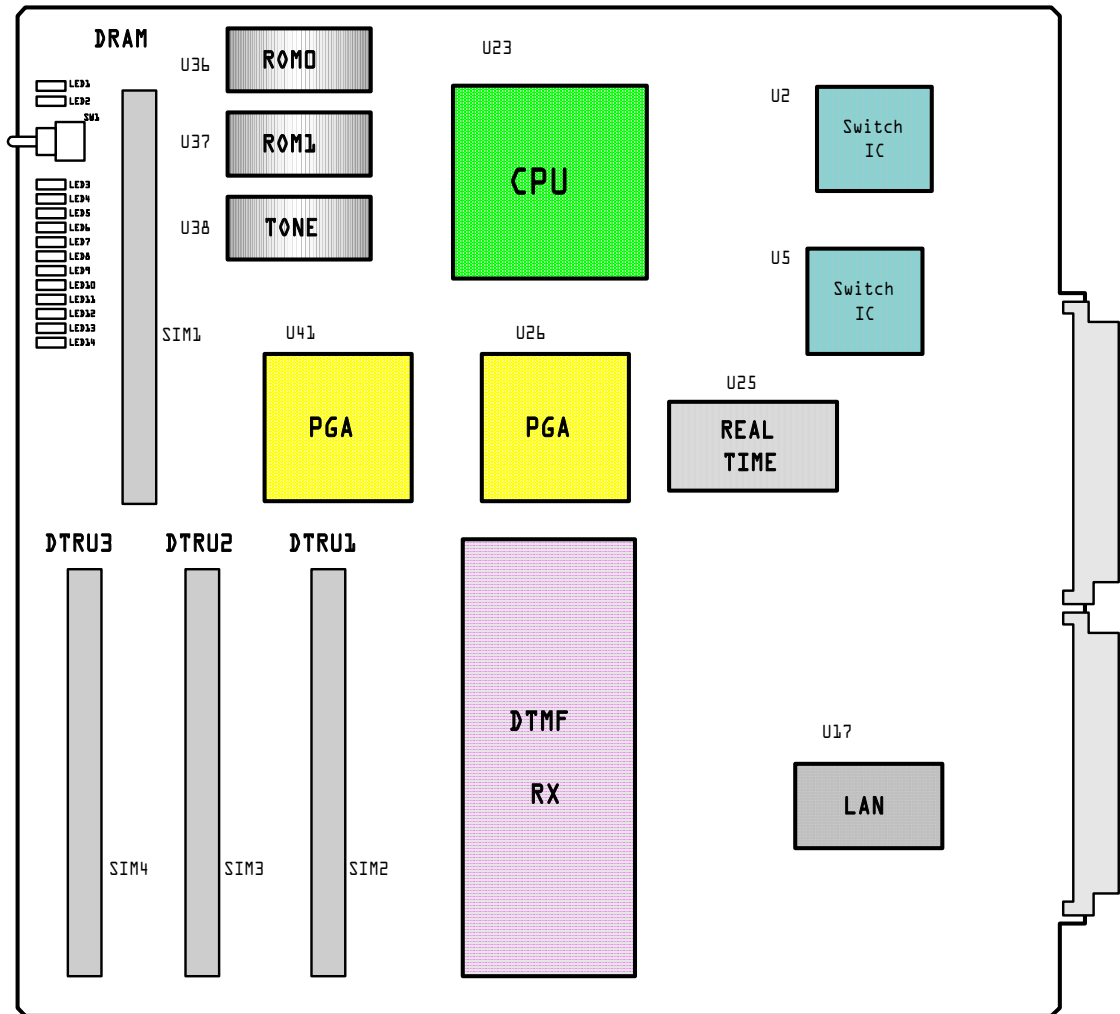 DRAM
U36
ROM0
U23
LED1
LED2
SW1
U2
Switch
IC
U37
ROM1
CPU
LED3
LED4
LED5
LED6
LED7
LED8
LED9
LED10
LED11
LED12
LED13
LED14
U38
TONE
U5
Switch
IC
SIM1
U41
U26
U25
PGA
PGA
REAL
TIME
DTRU3
DTRU2
DTRU1
DTMF
RX
U17
LAN
SIM4
SIM3
SIM2